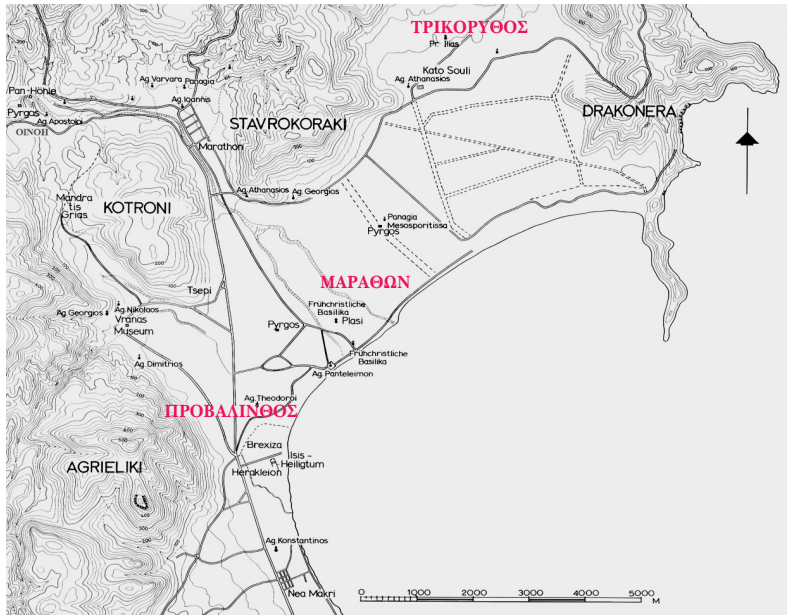 ΤΡΙΚΟΡΥΘΟΣ
Pr. Ilias
Kato Souli
Ag. Athanasios
Ag. Varvara
Panagia
Pan-Höhle
Ag. Ioannis
Pyrgos
Ag. Apostoloi
ΟΙΝΟΗ
DRAKONERA
STAVROKORAKI
Marathon
Ag. Athanasios
Ag. Georgios
Mandra
tis
Grias
KOTRONI
Panagia
Mesosporitissa
Pyrgos
ΜΑΡΑΘΩΝ
Tsepi
Frühchristliche
Basilika
Plasi
Ag. Nikolaos
Ag. Georgios
Vranas
Museum
Pyrgos
Frühchristliche
Basilika
Ag. Dimitrios
Ag. Panteleimon
Ag. Theodoroi
ΠΡΟΒΑΛΙΝΘΟΣ
Brexiza
Isis-
Heiligtum
AGRIELIKI
Herakleion
Ag. Konstantinos
Nea Makri
0 1000 2000 3000 4000 5000
M